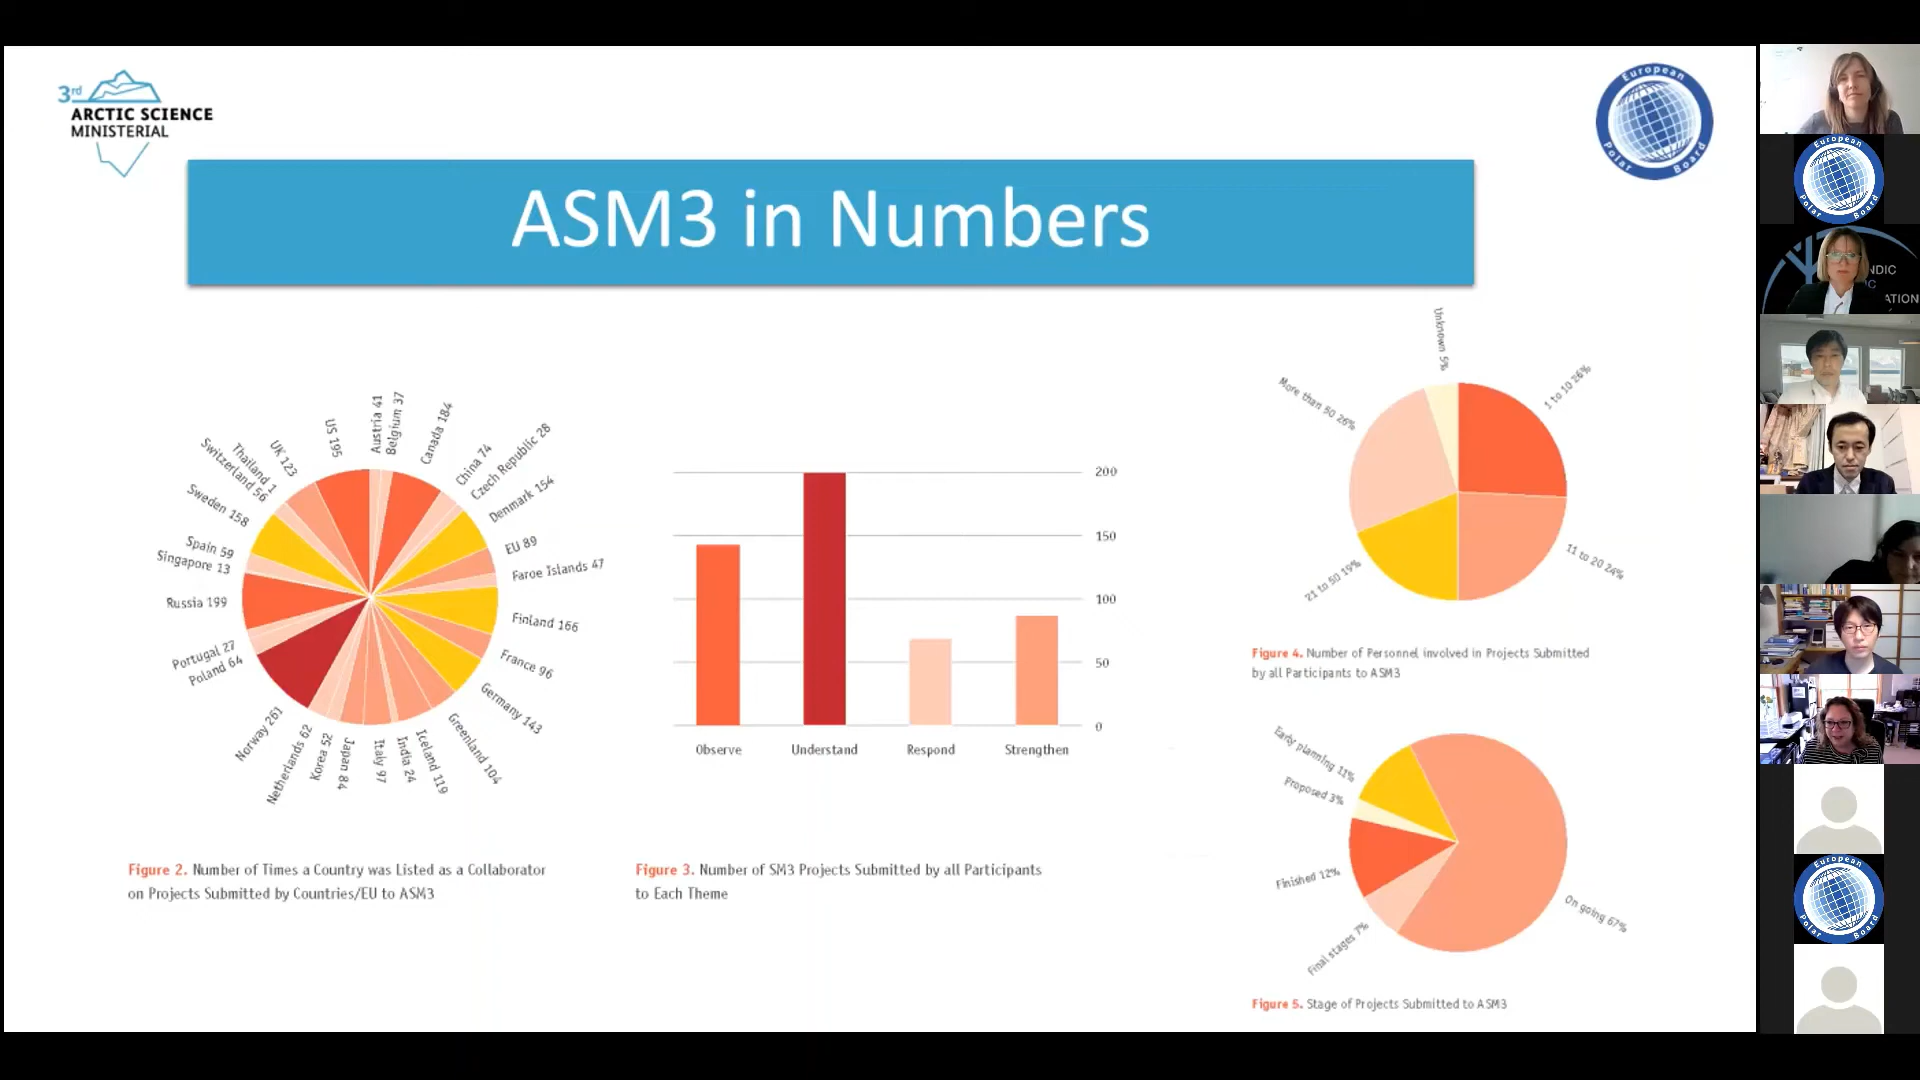 3rd
ARCTIC SCIENCE
MINISTERIAL
European
Polar Board
ASM3 in Numbers
Austria 41
Belgium 37
Canada 184
China 74
Czech Republic 28
Denmark 154
EU 89
Faroe Islands 47
Finland 166
France 96
Germany 143
Greenland 104
Iceland 119
India 24
Italy 97
Japan 84
Korea 52
Netherlands 62
Norway 261
Poland 64
Portugal 27
Russia 199
Singapore 13
Spain 59
Sweden 158
Switzerland 56
Thailand 1
UK 123
US 195
Figure 2. Number of Times a Country was Listed as a Collaborator
on Projects Submitted by Countries/EU to ASM3
200
150
100
50
0
Observe
Understand
Respond
Strengthen
Figure 3. Number of SM3 Projects Submitted by all Participants
to Each Theme
Unknown 5%
1 to 10 26%
11 to 20 24%
21 to 50 19%
More than 50 26%
Figure 4. Number of Personnel involved in Projects Submitted
by all Participants to ASM3
Early planning 11%
Proposed 3%
Finished 12%
Final stages 7%
On going 67%
Figure 5. Stage of Projects Submitted to ASM3
European
Polar Board
NDIC
IC
ATION
European
Polar Board